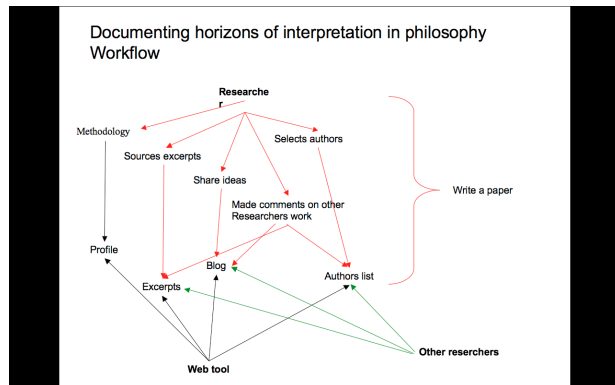 Documenting horizons of interpretation in philosophy
Workflow
Researche
r
Methodology
Selects authors
Sources excerpts
Share ideas
Made comments on other
Researchers work
Write a paper
Profile
Blog
Authors list
Excerpts
Other reserchers
Web tool